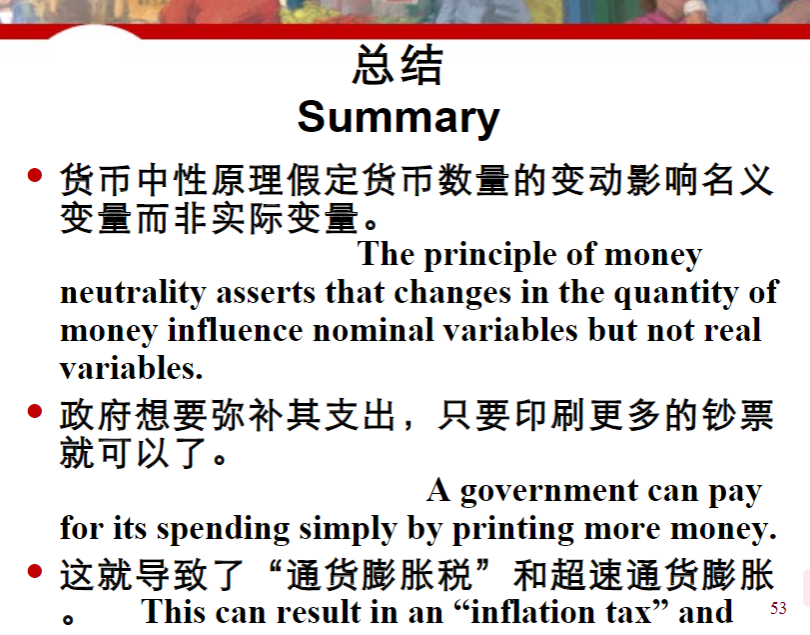 总结
Summary
• 货币中性原理假定货币数量的变动影响名义
变量而非实际变量。
The principle of money
neutrality asserts that changes in the quantity of
money influence nominal variables but not real
variables.
• 政府想要弥补其支出，只要印刷更多的钞票
就可以了。
A government can pay
for its spending simply by printing more money.
• 这就导致了“通货膨胀税”和超速通货膨胀
。 This can result in an “inflation tax” and
53